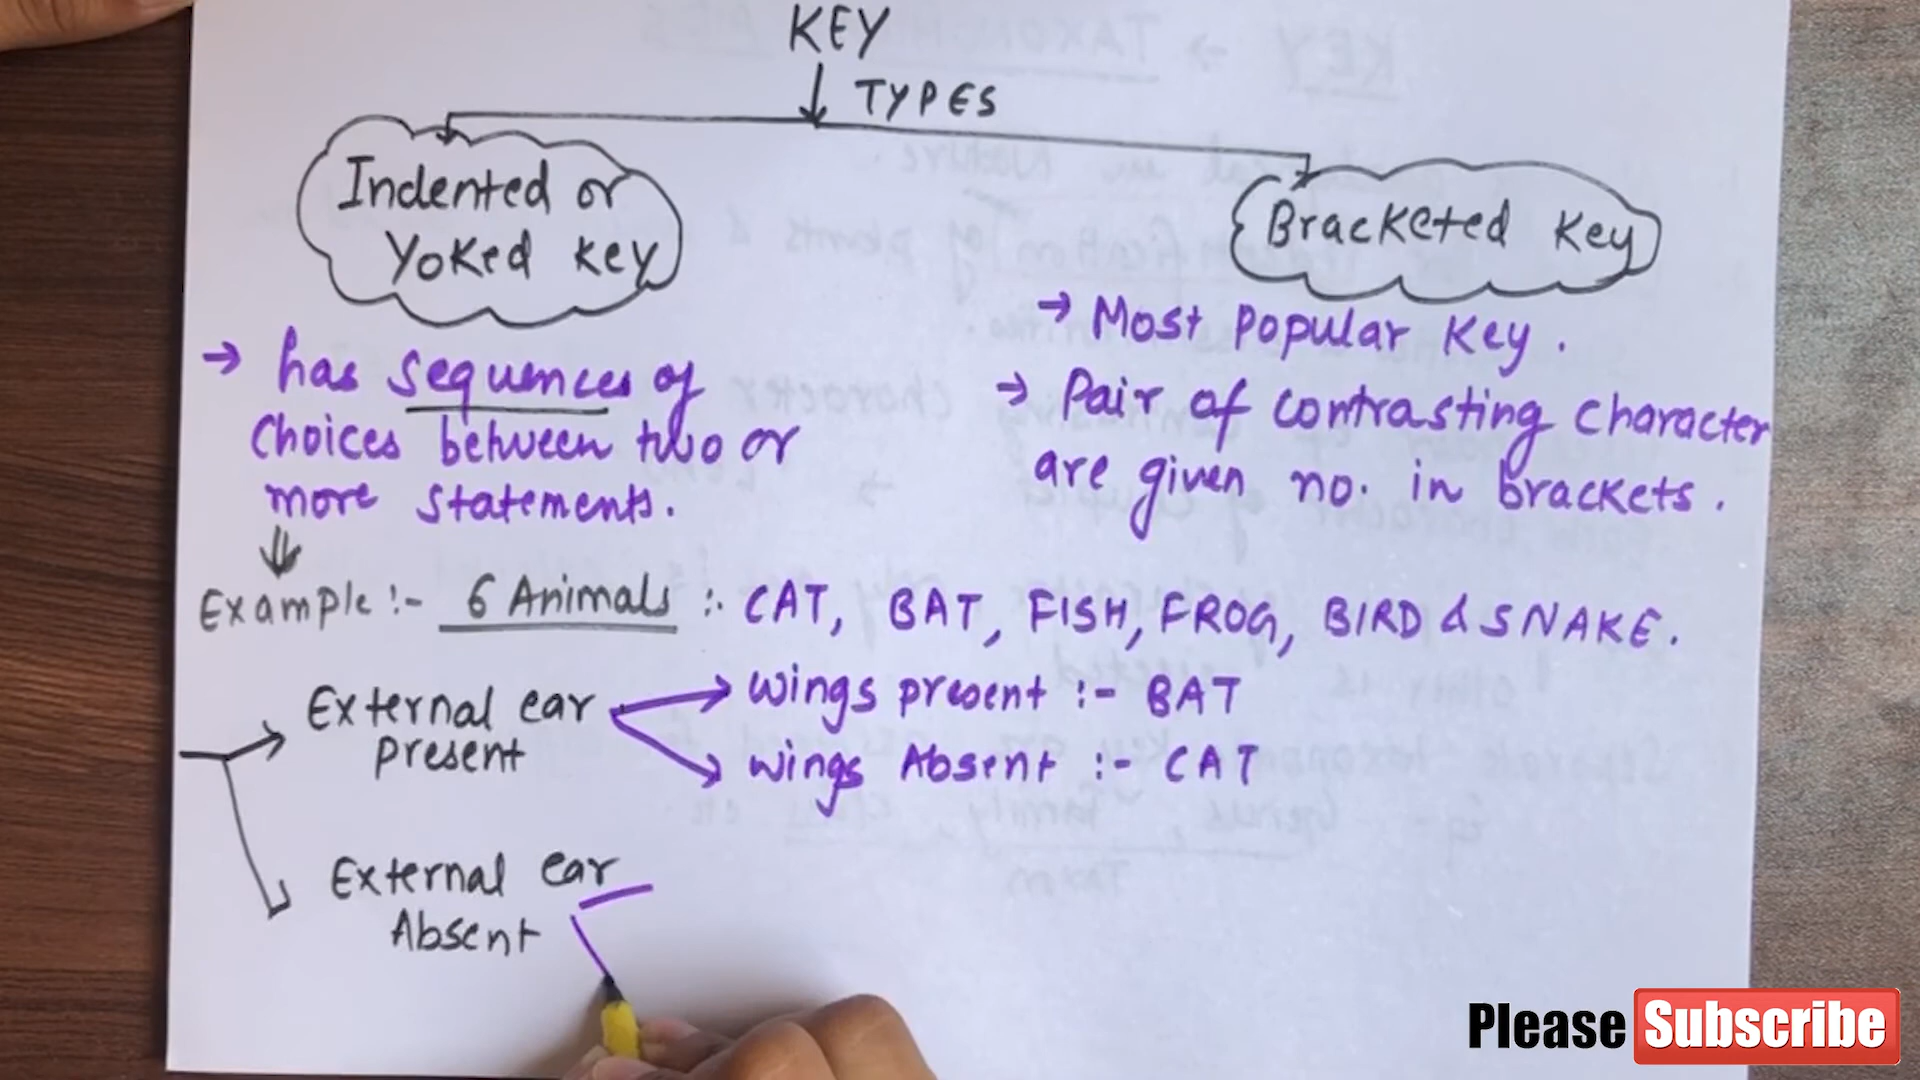 KEY
TYPES
Indented or
Yoked key
Bracketed Key
→ has sequences of
choices between two or
more statements.
→ Most popular Key.
→ Pair of contrasting character
are given no. in brackets.
Example :- 6 Animals :- CAT, BAT, FISH, FROG, BIRD & SNAKE.
External ear
present
wings present :- BAT
wings Absent :- CAT
External ear
Absent
Please Subscribe